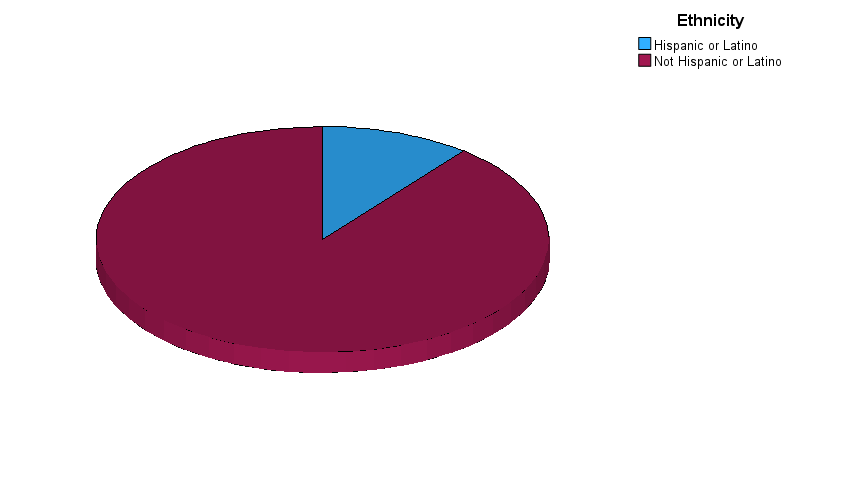 Ethnicity
Hispanic or Latino
Not Hispanic or Latino